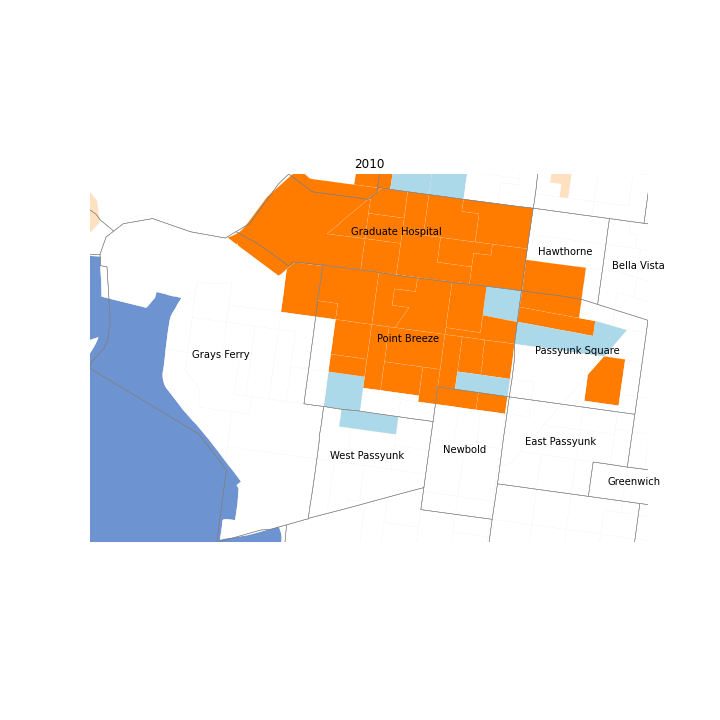 2010
Graduate Hospital
Hawthorne
Bella Vista
Point Breeze
Passyunk Square
Grays Ferry
East Passyunk
Newbold
West Passyunk
Greenwich